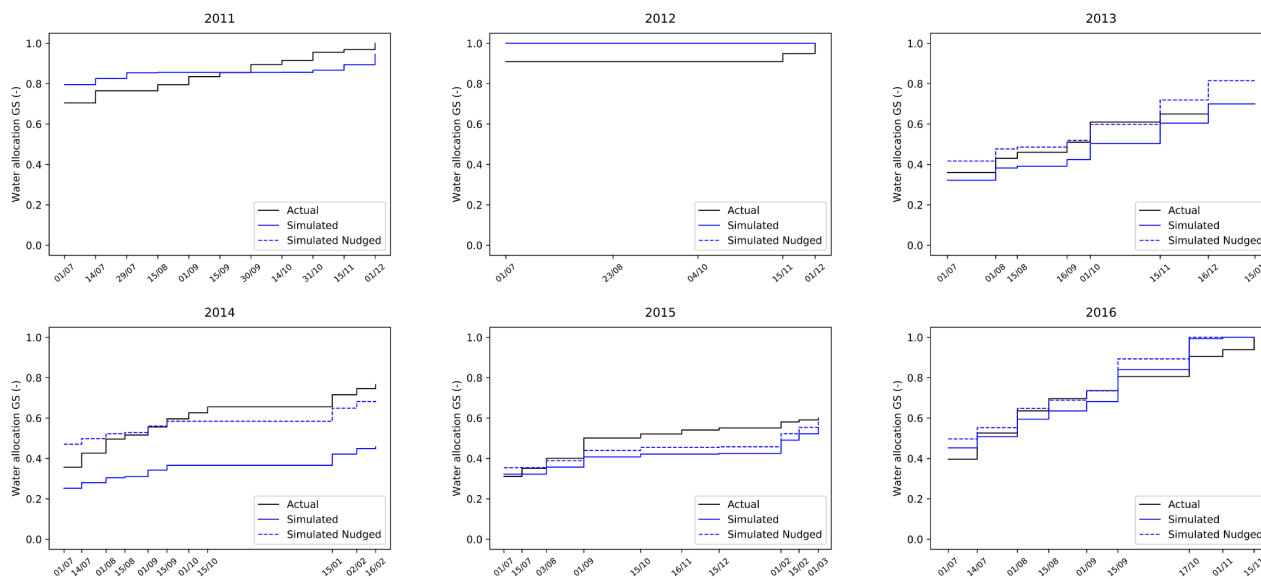 2011
Water allocation GS (-)
1.0
0.8
0.6
0.4
0.2
0.0
Actual
Simulated
Simulated Nudged
01/07 14/07 29/07 15/08 01/09 15/09 30/09 14/10 31/10 15/11 01/12
2012
Water allocation GS (-)
1.0
0.8
0.6
0.4
0.2
0.0
Actual
Simulated
Simulated Nudged
01/07 23/08 04/10 15/11 01/12
2013
Water allocation GS (-)
1.0
0.8
0.6
0.4
0.2
0.0
Actual
Simulated
Simulated Nudged
01/07 01/08 15/08 16/09 01/10 15/11 16/12
2014
Water allocation GS (-)
1.0
0.8
0.6
0.4
0.2
0.0
Actual
Simulated
Simulated Nudged
01/07 14/07 01/08 15/08 01/09 15/09 01/10 15/10 15/01 02/02 16/02
2015
Water allocation GS (-)
1.0
0.8
0.6
0.4
0.2
0.0
Actual
Simulated
Simulated Nudged
01/07 15/07 03/08 01/09 15/10 16/11 15/12 01/02 15/02 01/03
2016
Water allocation GS (-)
1.0
0.8
0.6
0.4
0.2
0.0
Actual
Simulated
Simulated Nudged
01/07 14/07 01/08 15/08 01/09 15/09 17/10 01/11